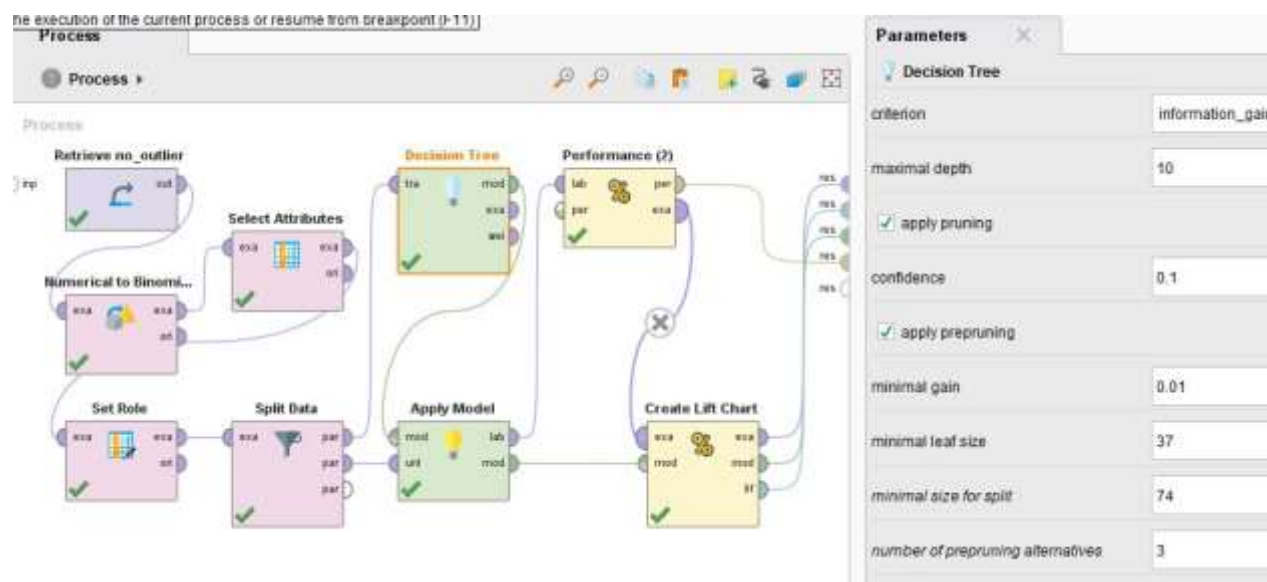 he execution of the current process or resume from breakpoint (F11)
Process
Process
Process
Retrieve no_outlier
inp
out
Decision Tree
tra
mod
exa
wei
Performance (2)
lab
per
per
exa
res
res
res
res
res
Select Attributes
exa
exa
ori
Numerical to Binomi...
exa
exa
ori
Set Role
exa
exa
ori
Split Data
exa
par
par
par
Apply Model
mod
lab
unl
mod
Create Lift Chart
exa
exa
mod
mod
lif
Parameters
Decision Tree
criterion
information_gai
maximal depth
10
apply pruning
confidence
0.1
apply prepruning
minimal gain
0.01
minimal leaf size
37
minimal size for split
74
number of prepruning alternatives
3